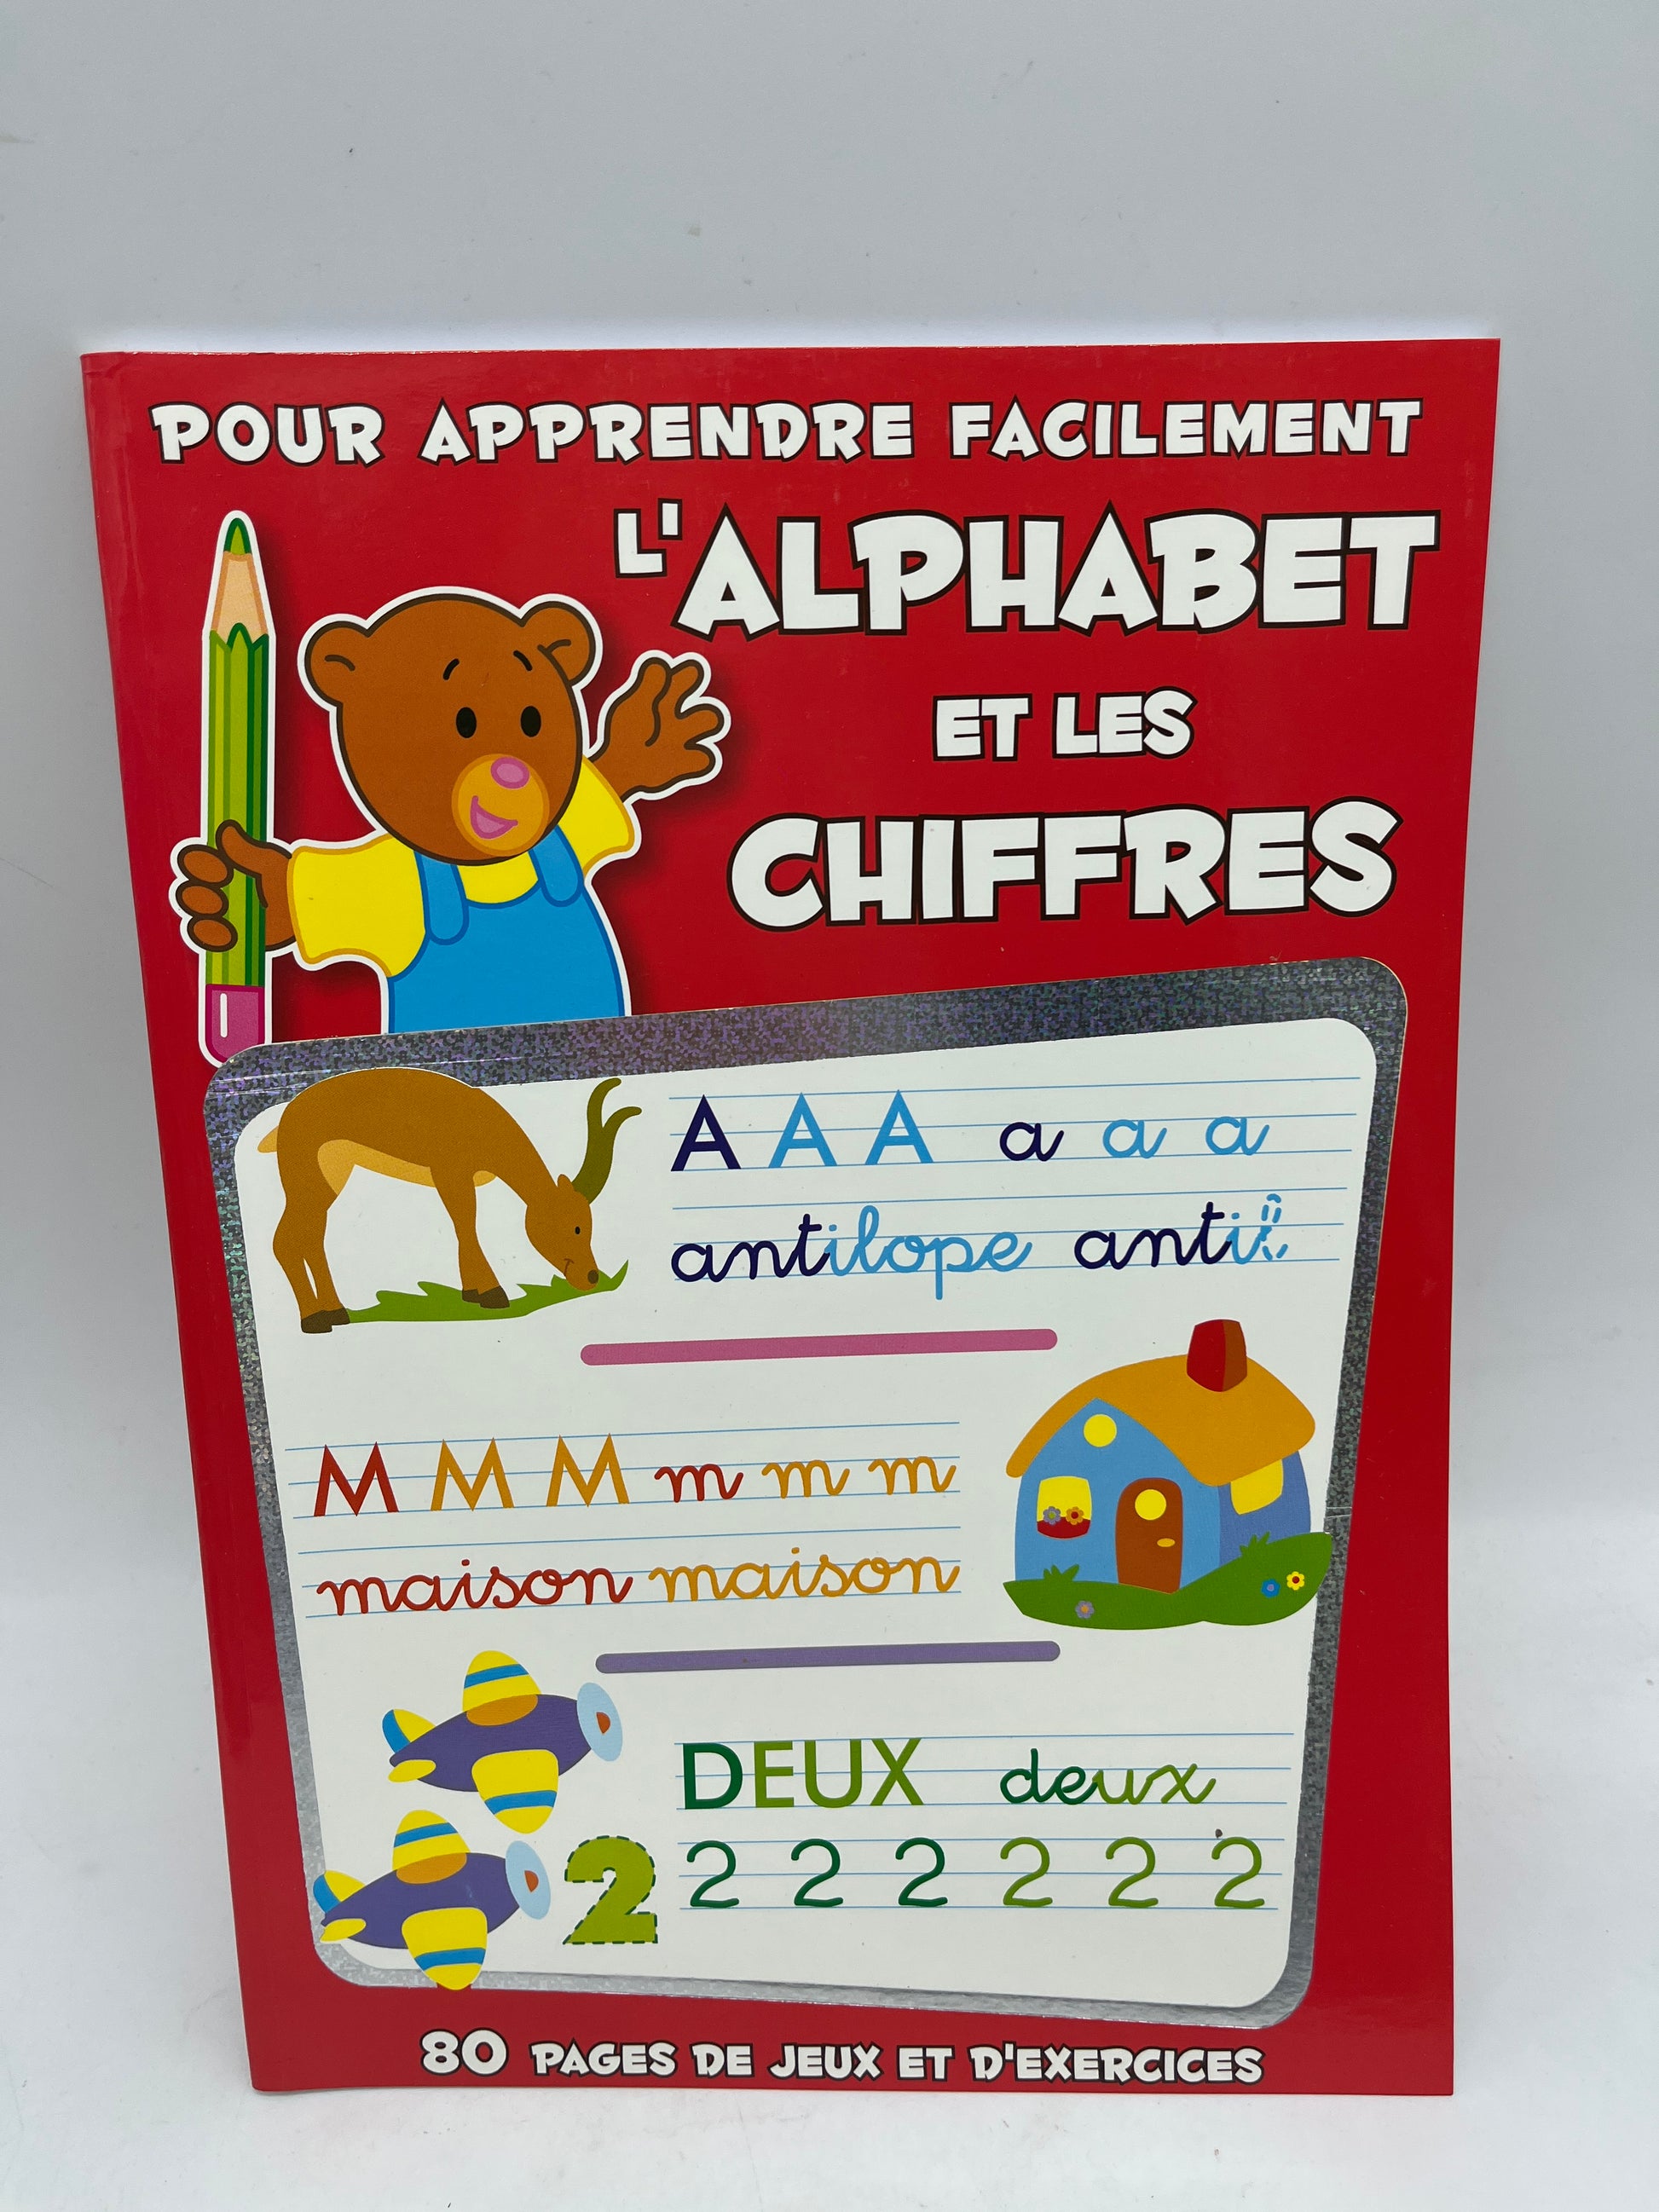 POUR APPRENDRE FACILEMENT
L'ALPHABET
ET LES
CHIFFRES
A A A a a a
antilope anti
M M M m m m
maison maison
DEUX deux
2 2 2 2 2 2 2
80 PAGES DE JEUX ET D'EXERCICES